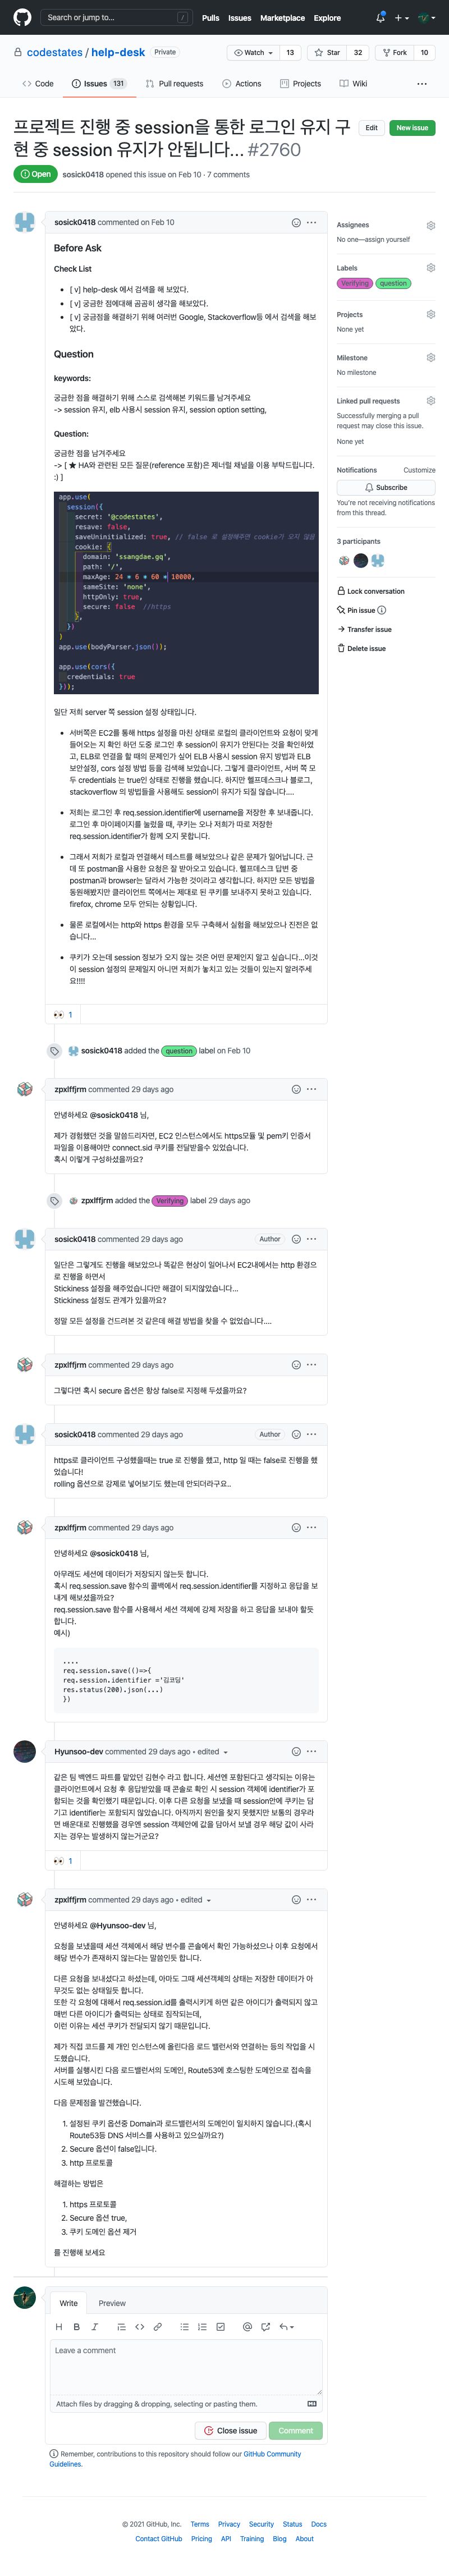 Search or jump to...
/
Pulls Issues Marketplace Explore
codestates / help-desk Private
Watch 13 Star 32 Fork 10
Code Issues 131 Pull requests Actions Projects Wiki
프로젝트 진행 중 session을 통한 로그인 유지 구
현 중 session 유지가 안됩니다... #2760
Edit New issue
Open sosick0418 opened this issue on Feb 10 · 7 comments
sosick0418 commented on Feb 10
Before Ask
Check List
[ v] help-desk 에서 검색을 해 보았다.
[ v] 궁금한 점에대해 곰곰히 생각을 해보았다.
[ v] 궁금점을 해결하기 위해 여러번 Google, Stackoverflow등 에서 검색을 해보
았다.
Question
keywords:
궁금한 점을 해결하기 위해 스스로 검색해본 키워드를 남겨주세요
-> session 유지, elb 사용시 session 유지, session option setting,
Question:
궁금한 점을 남겨주세요
-> [ ★ HA와 관련된 모든 질문(reference 포함)은 제너럴 채널을 이용 부탁드립니다.
:) ]
app.use(
session({
secret: '@codestates',
resave: false,
saveUninitialized: true, // false 로 설정해주면 cookie가 오지 않음
cookie: {
domain: 'ssangdae.gq',
path: '/',
maxAge: 24 * 6 * 60 * 10000,
sameSite: 'none',
httpOnly: true,
secure: false //https
},
})
)
app.use(bodyParser.json());
app.use(cors({
credentials: true
}));
일단 저희 server 쪽 session 설정 상태입니다.
서버쪽은 EC2를 통해 https 설정을 마친 상태로 로컬의 클라이언트와 요청이 맞게
들어오는 지 확인 하던 도중 로그인 후 session이 유지가 안된다는 것을 확인하였
고, ELB로 연결을 할 때의 문제인가 싶어 ELB 사용시 session 유지 방법과 ELB
보안설정, cors 설정 방법 등을 검색해 보았습니다. 그렇게 클라이언트, 서버 쪽 모
두 credentials 는 true인 상태로 진행을 했습니다. 하지만 헬프데스크나 블로그,
stackoverflow 의 방법들을 사용해도 session이 유지가 되질 않습니다....
저희는 로그인 후 req.session.identifier에 username을 저장한 후 보내줍니다.
로그인 후 마이페이지를 눌렀을 때, 쿠키는 오나 저희가 따로 저장한
req.session.identifier가 함께 오지 못합니다.
그래서 저희가 로컬과 연결해서 테스트를 해보았으나 같은 문제가 일어납니다. 근
데 또 postman을 사용한 요청은 잘 받아오고 있습니다. 헬프데스크 답변 중
postman과 browser는 달라서 가능한 것이라고 생각합니다. 하지만 모든 방법을
동원해봤지만 클라이언트 쪽에서는 제대로 된 쿠키를 보내주지 못하고 있습니다.
firefox, chrome 모두 안되는 상황입니다.
물론 로컬에서는 http와 https 환경을 모두 구축해서 실험을 해보았으나 진전은 없
습니다...
쿠키가 오는데 session 정보가 오지 않는 것은 어떤 문제인지 알고 싶습니다...이것
이 session 설정의 문제일지 아니면 저희가 놓치고 있는 것들이 있는지 알려주세
요!!!!
👀 1
sosick0418 added the question label on Feb 10
zpxlffjrm commented 29 days ago
안녕하세요 @sosick0418 님,
제가 경험했던 것을 말씀드리자면, EC2 인스턴스에서도 https모듈 및 pem키 인증서
파일을 이용해야만 connect.sid 쿠키를 전달받을수 있었습니다.
혹시 이렇게 구성하셨을까요?
zpxlffjrm added the Verifying label 29 days ago
sosick0418 commented 29 days ago Author
일단은 그렇게도 진행을 해보았으나 똑같은 현상이 일어나서 EC2내에서는 http 환경으
로 진행을 하면서
Stickiness 설정을 해주었습니다만 해결이 되지않았습니다...
Stickiness 설정도 관계가 있을까요?
정말 모든 설정을 건드려본 것 같은데 해결 방법을 찾을 수 없었습니다....
zpxlffjrm commented 29 days ago
그렇다면 혹시 secure 옵션은 항상 false로 지정해 두셨을까요?
sosick0418 commented 29 days ago Author
https로 클라이언트 구성했을때는 true 로 진행을 했고, http 일 때는 false로 진행을 했
었습니다!
rolling 옵션으로 강제로 넣어보기도 했는데 안되더라구요..
zpxlffjrm commented 29 days ago
안녕하세요 @sosick0418 님,
아무래도 세션에 데이터가 저장되지 않는듯 합니다.
혹시 req.session.save 함수의 콜백에서 req.session.identifier를 지정하고 응답을 보
내게 해보셨을까요?
req.session.save 함수를 사용해서 세션 객체에 강제 저장을 하고 응답을 보내야 할듯
합니다.
예시)
....
req.session.save(()=>{
req.session.identifier ='김코딩'
res.status(200).json(...)
})
Hyunsoo-dev commented 29 days ago • edited
같은 팀 백엔드 파트를 맡았던 김현수 라고 합니다. 세션엔 포함된다고 생각되는 이유는
클라이언트에서 요청 후 응답받았을 때 콘솔로 확인 시 session 객체에 identifier가 포
함되는 것을 확인했기 때문입니다. 이후 다른 요청을 보냈을 때 session안에 쿠키는 담
기고 identifier는 포함되지 않았습니다. 아직까지 원인을 찾지 못했지만 보통의 경우라
면 배운대로 진행했을 경우엔 session 객체안에 값을 담아서 보낼 경우 해당 값이 사라
지는 경우는 발생하지 않는거군요?
👀 1
zpxlffjrm commented 29 days ago • edited
안녕하세요 @Hyunsoo-dev 님,
요청을 보냈을때 세션 객체에서 해당 변수를 콘솔에서 확인 가능하셨으나 이후 요청에서
해당 변수가 존재하지 않는다는 말씀인듯 합니다.
다른 요청을 보내셨다고 하셨는데, 아마도 그때 세션객체의 상태는 저장한 데이터가 아
무것도 없는 상태일듯 합니다.
또한 각 요청에 대해서 req.session.id를 출력시키게 하면 같은 아이디가 출력되지 않고
매번 다른 아이디가 출력되는 상태로 짐작되는데,
이런 이유는 세션 쿠키가 전달되지 않기 때문입니다.
제가 직접 코드를 제 개인 인스턴스에 올린다음 로드 밸런서와 연결하는 등의 작업을 시
도했습니다.
서버를 실행시킨 다음 로드밸런서의 도메인, Route53에 호스팅한 도메인으로 접속을
시도해 보았습니다.
다음 문제점을 발견했습니다.
1. 설정된 쿠키 옵션중 Domain과 로드밸런서의 도메인이 일치하지 않습니다.(혹시
Route53등 DNS 서비스를 사용하고 있으실까요?)
2. Secure 옵션이 false입니다.
3. http 프로토콜
해결하는 방법은
1. https 프로토콜
2. Secure 옵션 true,
3. 쿠키 도메인 옵션 제거
를 진행해 보세요
Write Preview
Leave a comment
Attach files by dragging & dropping, selecting or pasting them.
Close issue Comment
Remember, contributions to this repository should follow our GitHub Community
Guidelines.
Assignees
No one—assign yourself
Labels
Verifying question
Projects
None yet
Milestone
No milestone
Linked pull requests
Successfully merging a pull
request may close this issue.
None yet
Notifications Customize
Subscribe
You're not receiving notifications
from this thread.
3 participants
Lock conversation
Pin issue
Transfer issue
Delete issue
© 2021 GitHub, Inc. Terms Privacy Security Status Docs
Contact GitHub Pricing API Training Blog About